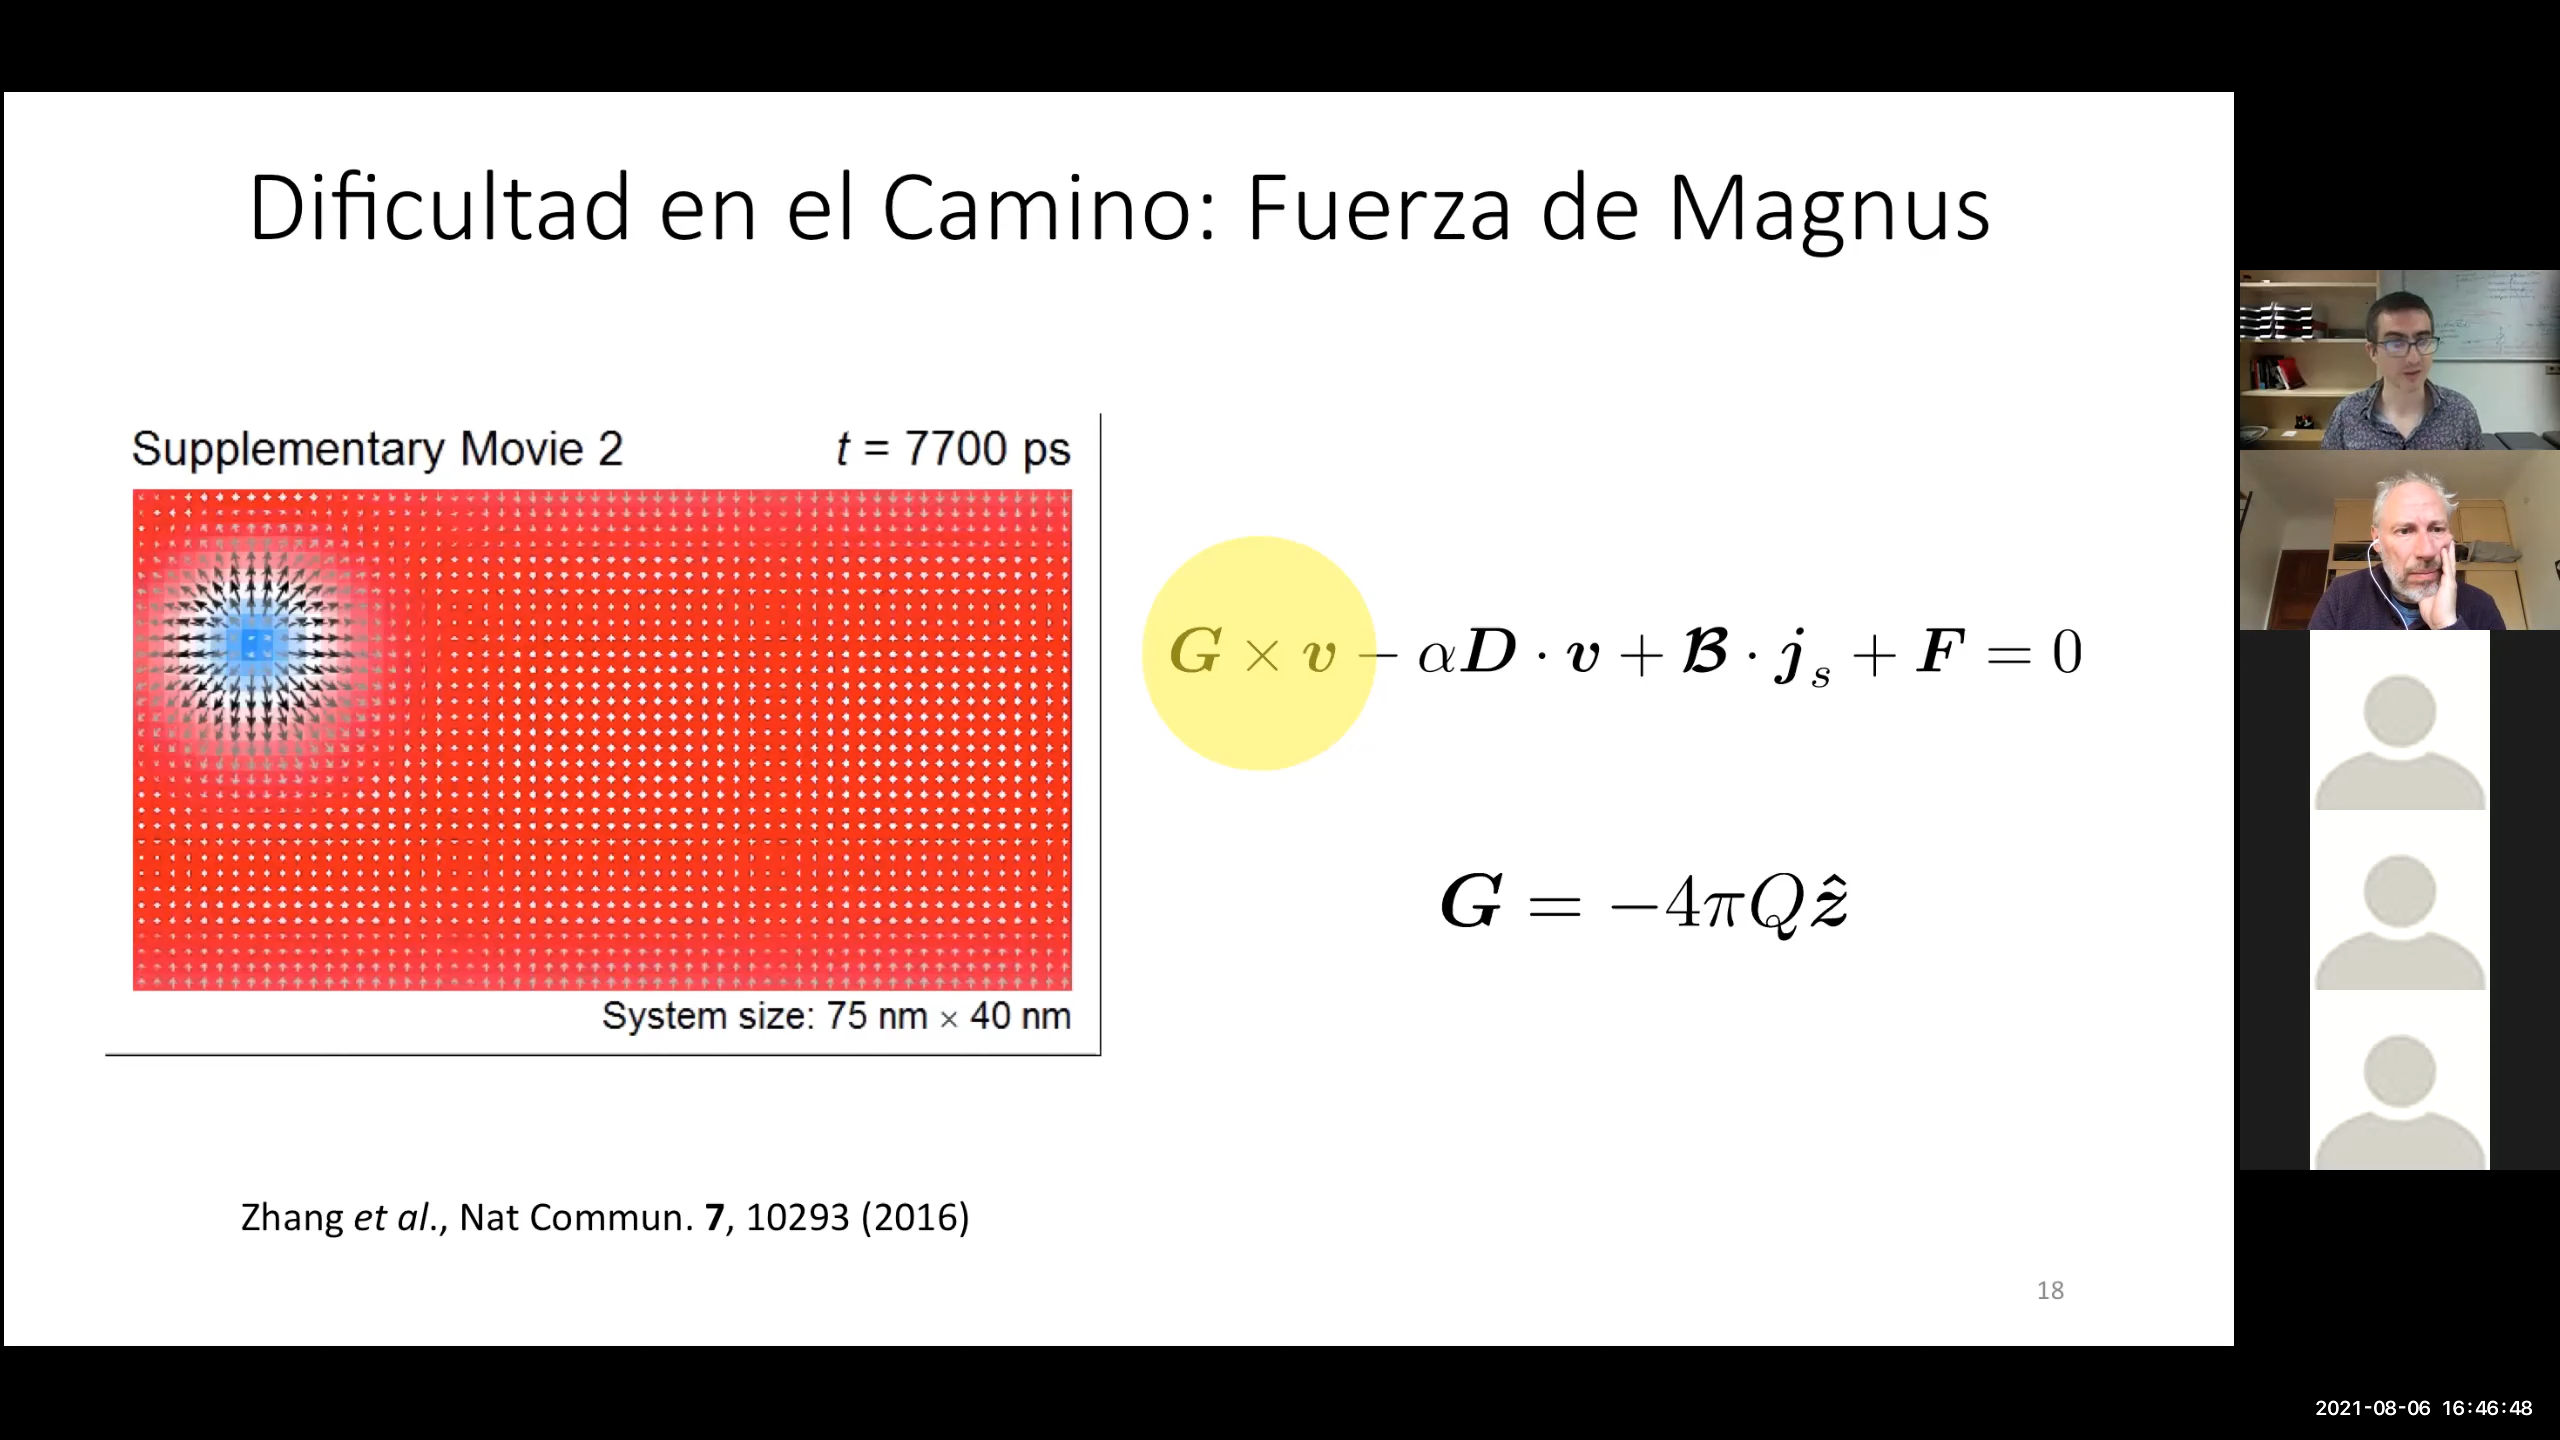 Dificultad en el Camino: Fuerza de Magnus
Supplementary Movie 2 t = 7700 ps
System size: 75 nm × 40 nm
G × v − αD · v + ℬ · j_s + F = 0
G = −4πQẑ
Zhang et al., Nat Commun. 7, 10293 (2016)
18
2021-08-06 16:46:48